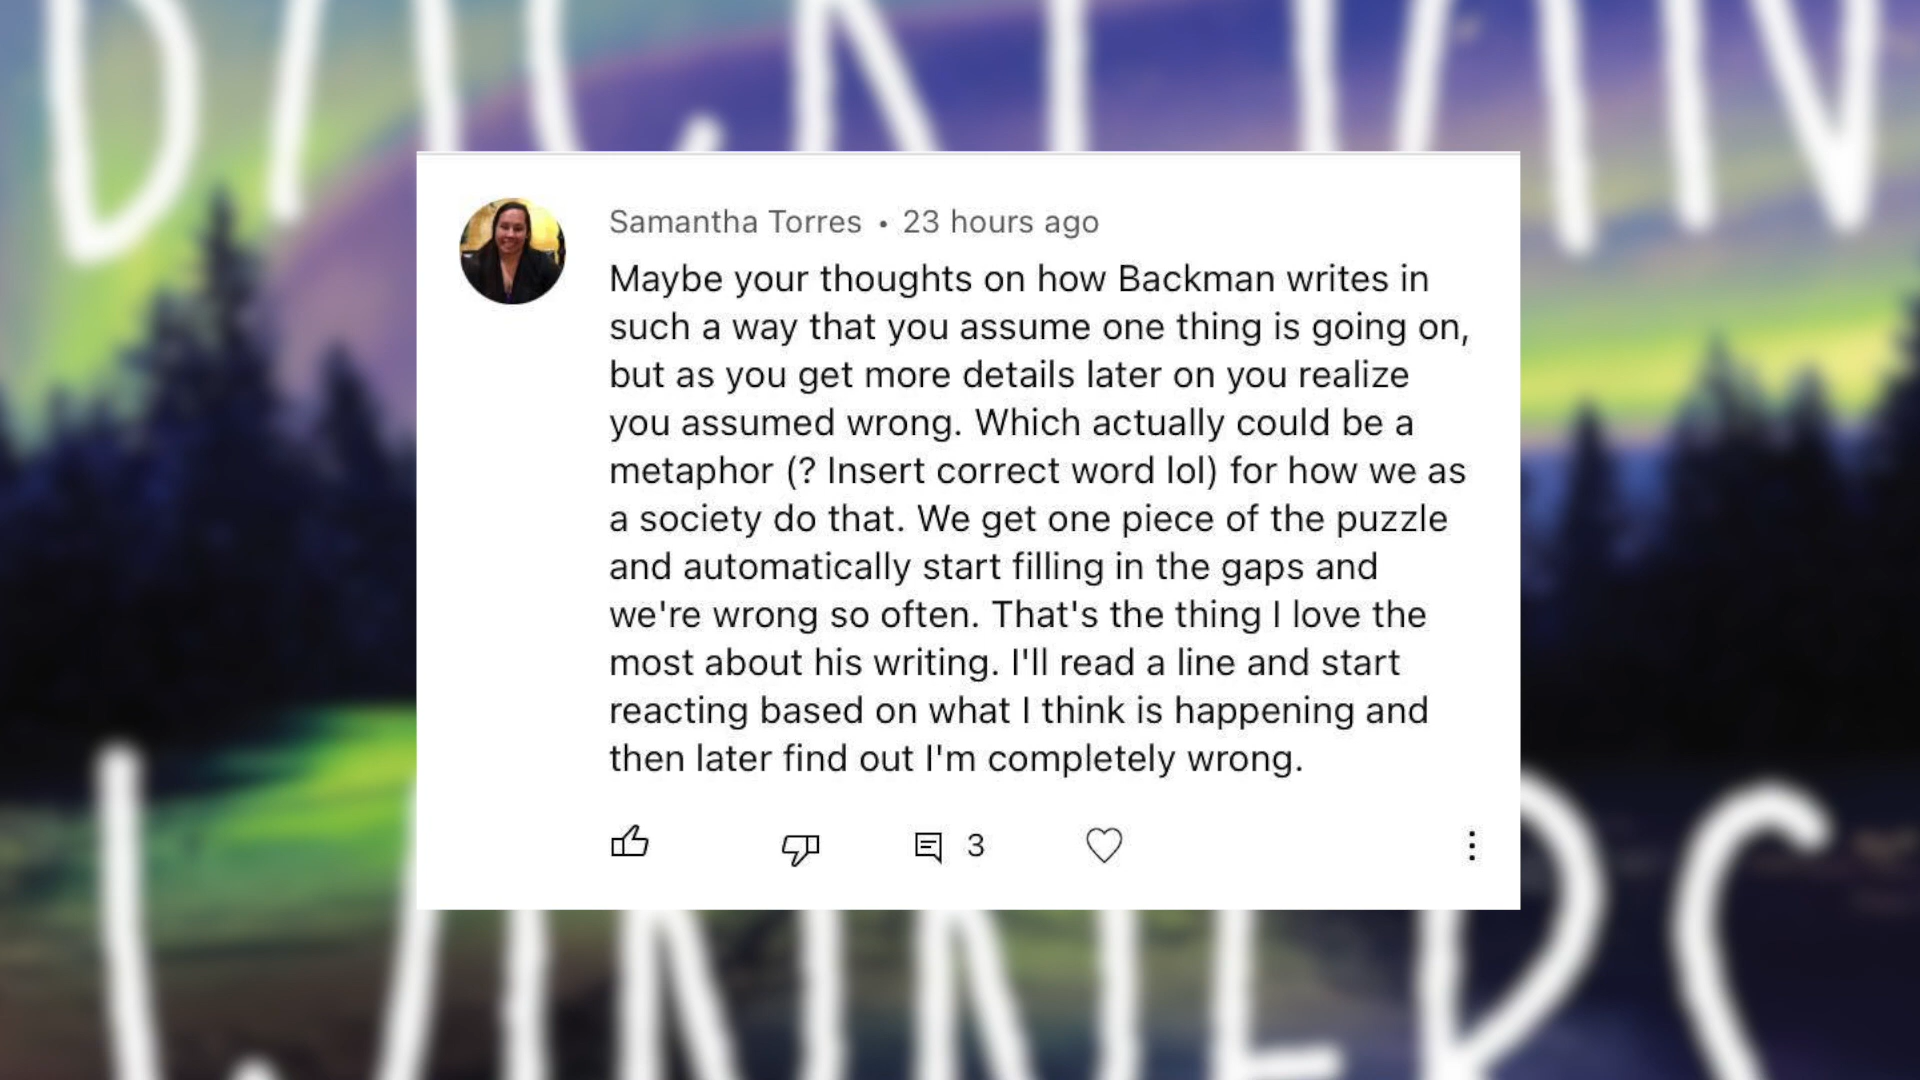 BACKMAN
Samantha Torres • 23 hours ago
Maybe your thoughts on how Backman writes in
such a way that you assume one thing is going on,
but as you get more details later on you realize
you assumed wrong. Which actually could be a
metaphor (? Insert correct word lol) for how we as
a society do that. We get one piece of the puzzle
and automatically start filling in the gaps and
we're wrong so often. That's the thing I love the
most about his writing. I'll read a line and start
reacting based on what I think is happening and
then later find out I'm completely wrong.
3
WINNERS